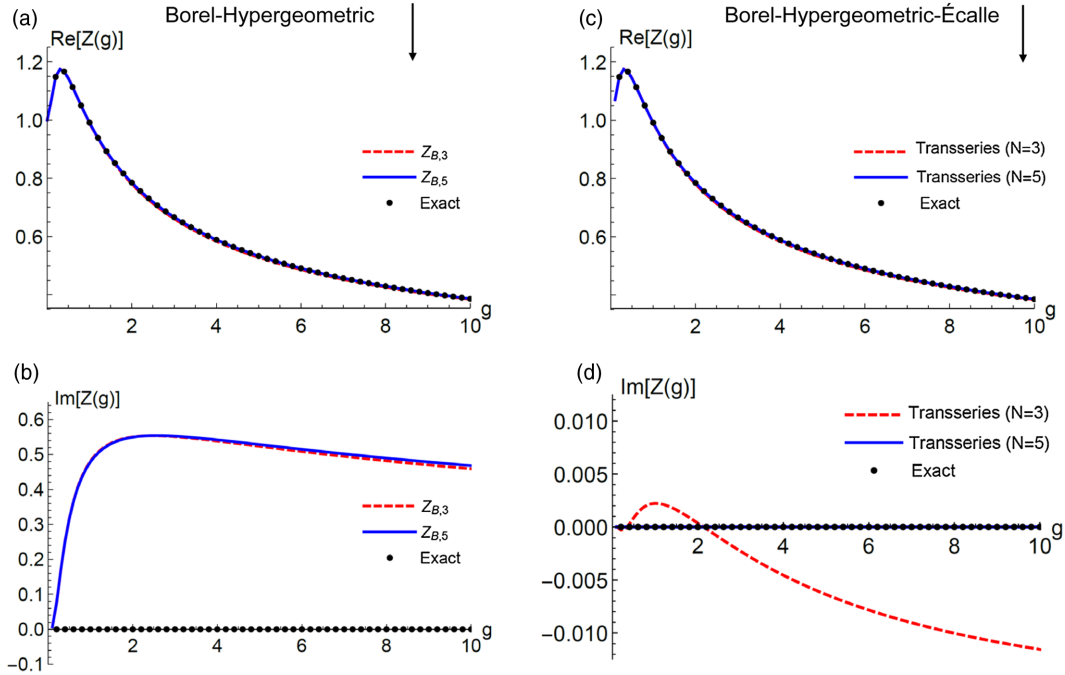 (a) Borel-Hypergeometric
Re[Z(g)]
1.2
1.0
0.8
0.6
Z_{B,3}
Z_{B,5}
Exact
2 4 6 8 10 g
(c) Borel-Hypergeometric-Écalle
Re[Z(g)]
1.2
1.0
0.8
0.6
Transseries (N=3)
Transseries (N=5)
Exact
2 4 6 8 10 g
(b)
Im[Z(g)]
0.6
0.5
0.4
0.3
0.2
0.1
0.0
−0.1
Z_{B,3}
Z_{B,5}
Exact
2 4 6 8 10 g
(d)
Im[Z(g)]
0.010
0.005
0.000
−0.005
−0.010
Transseries (N=3)
Transseries (N=5)
Exact
2 4 6 8 10 g